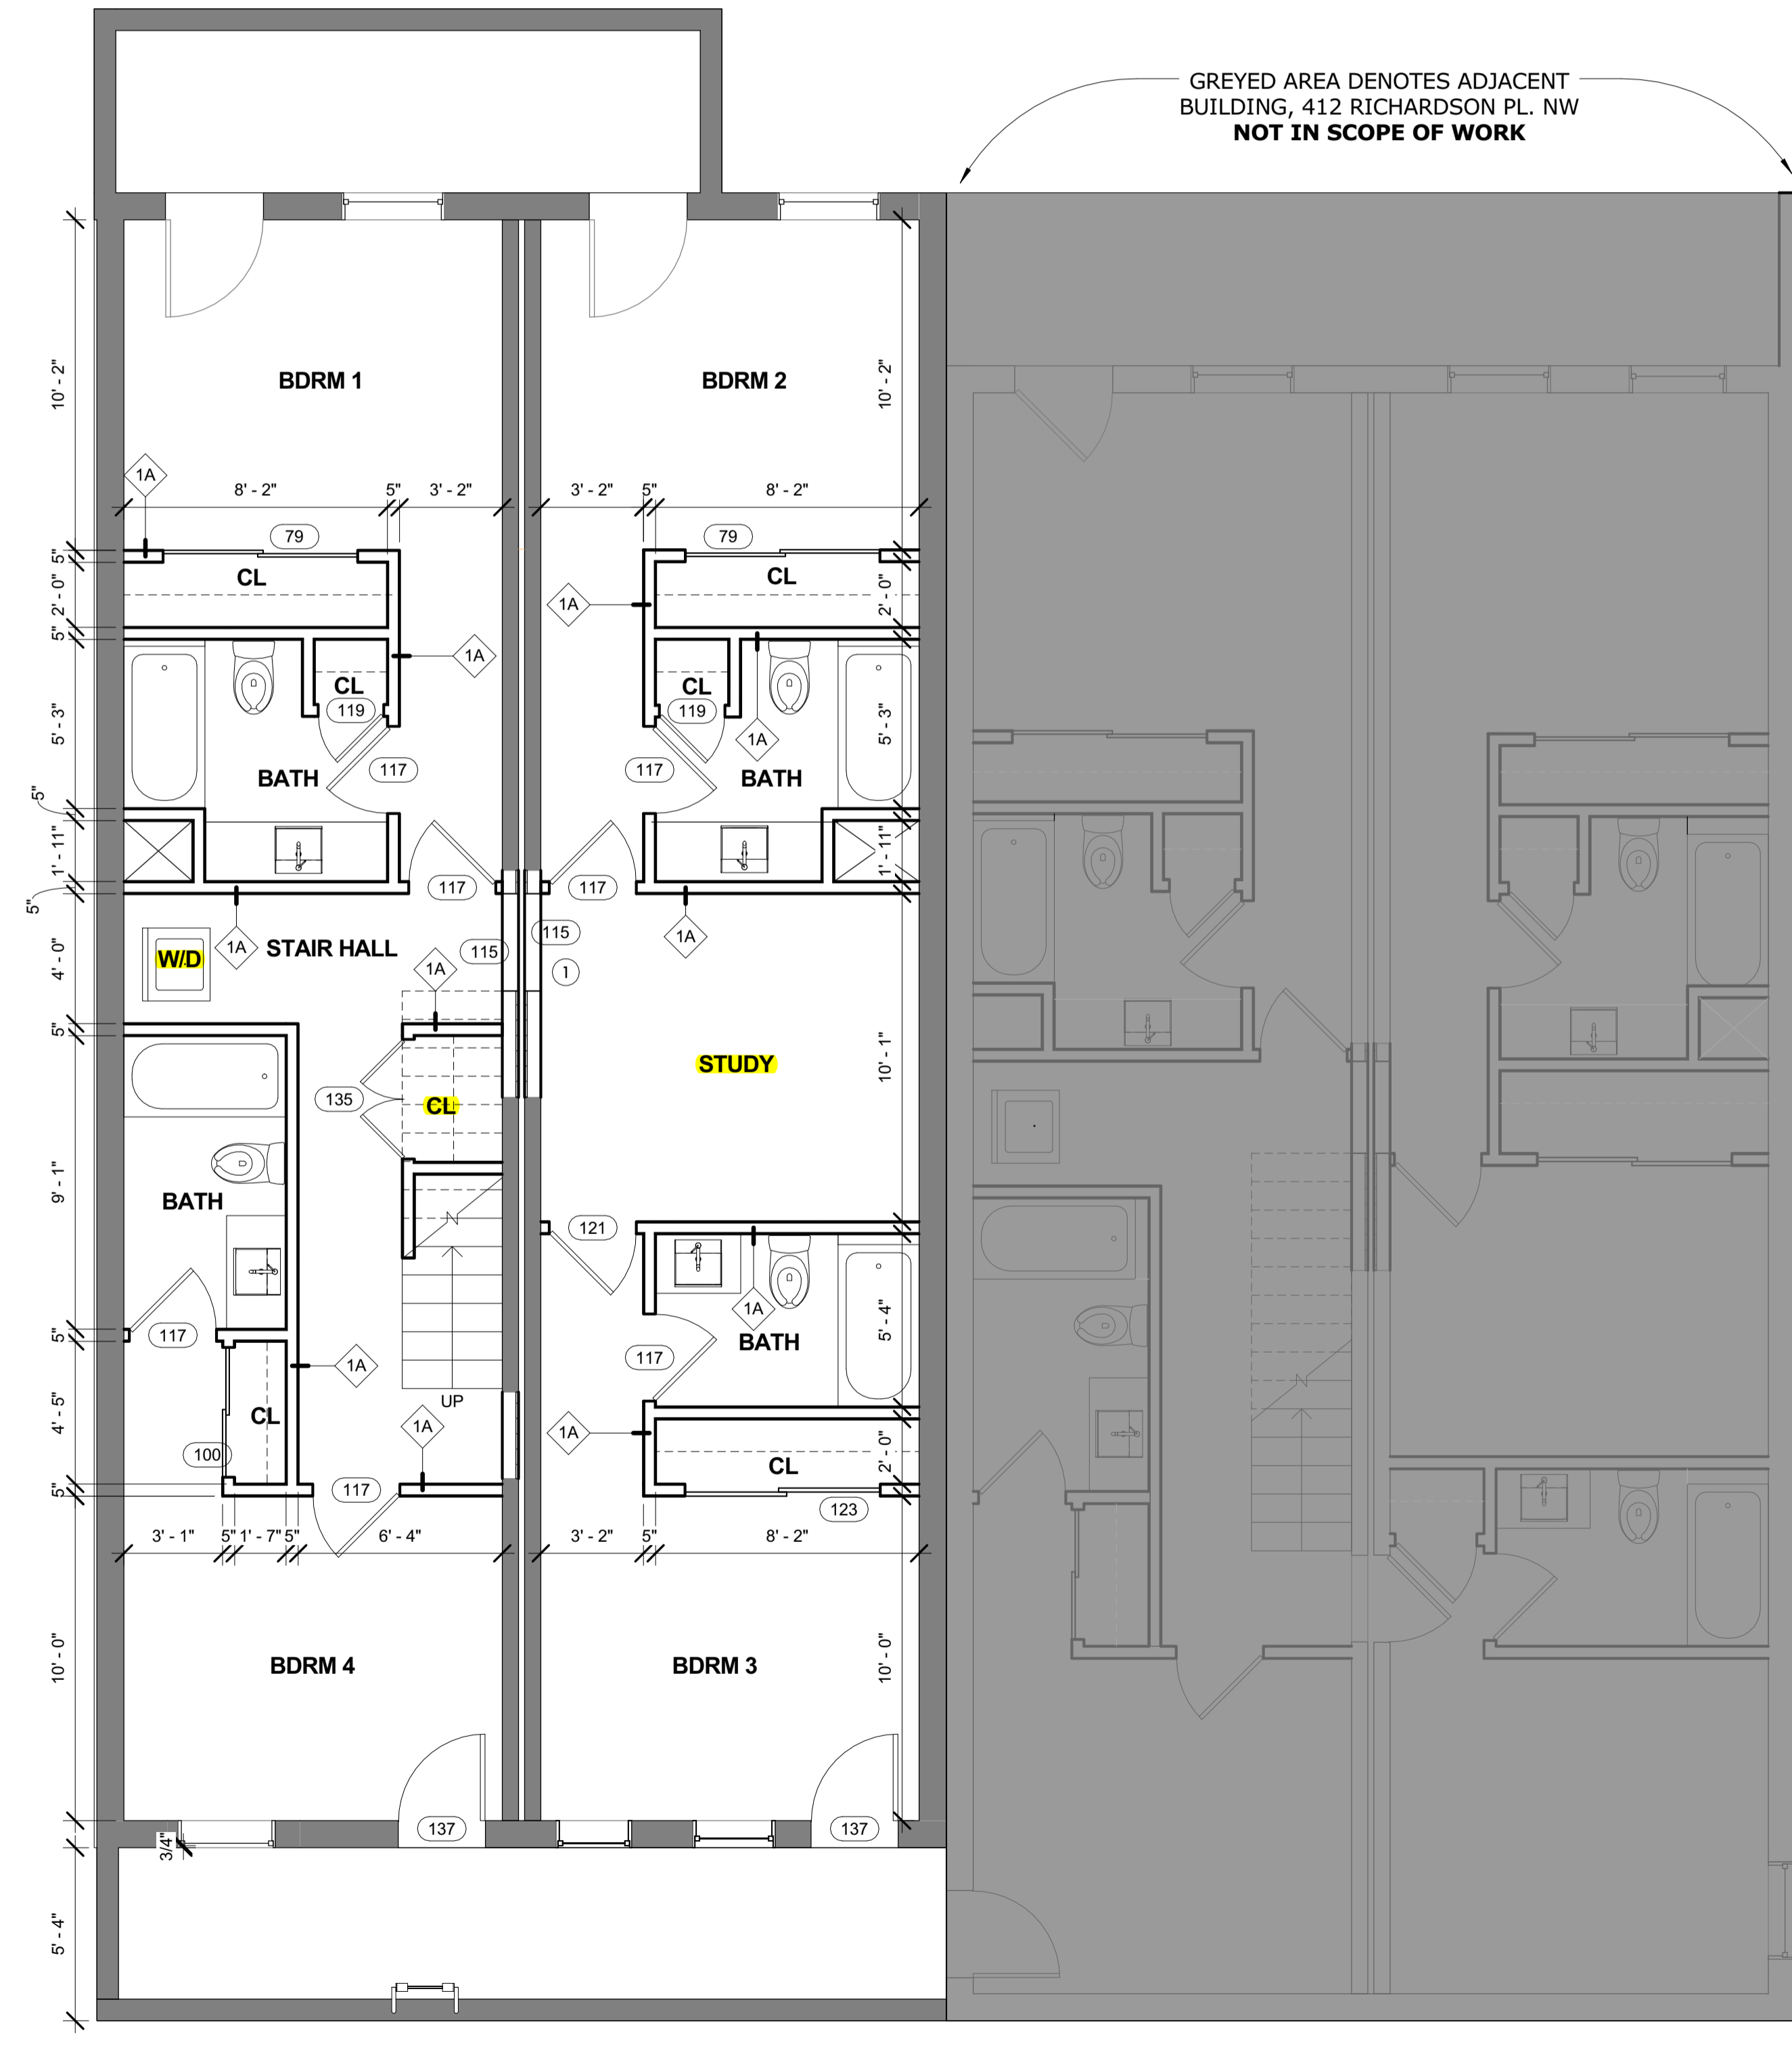 GREYED AREA DENOTES ADJACENT
BUILDING, 412 RICHARDSON PL. NW
NOT IN SCOPE OF WORK
BDRM 1
BDRM 2
10' - 2"
10' - 2"
1A
8' - 2"
5"
3' - 2"
3' - 2"
5"
8' - 2"
79
79
5"
CL
CL
2' - 0"
2' - 0"
1A
5"
1A
CL
CL
119
119
5' - 3"
5' - 3"
1A
BATH
117
117
BATH
5"
1' - 11"
1' - 11"
117
117
5"
1A
1A
STAIR HALL
115
115
W/D
4' - 0"
1A
1
5"
STUDY
10' - 1"
135
CL
9' - 1"
BATH
121
1A
5' - 4"
BATH
5"
117
117
1A
UP
4' - 5"
CL
1A
1A
100
2' - 0"
CL
5"
117
123
3' - 1"
5"
1' - 7"
5"
6' - 4"
3' - 2"
5"
8' - 2"
10' - 0"
BDRM 4
BDRM 3
10' - 0"
137
137
3/4"
5' - 4"